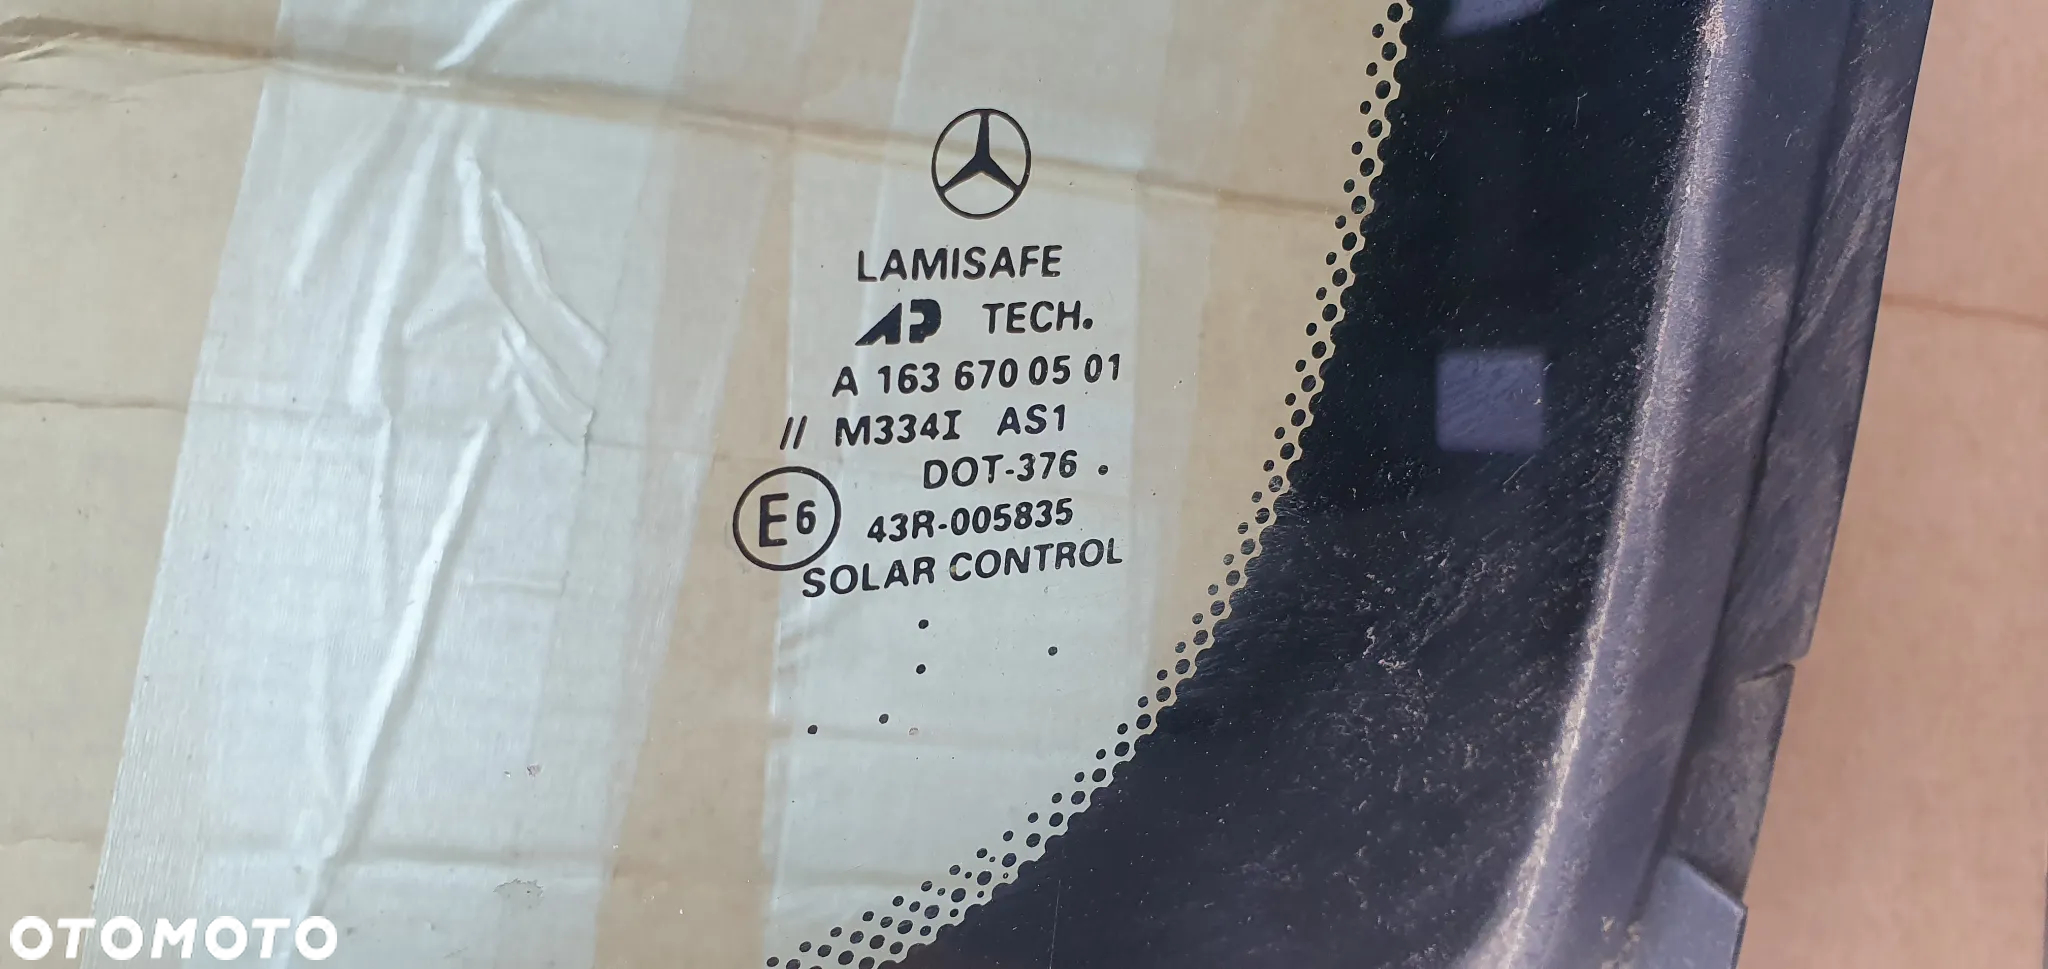 LAMISAFE
AP TECH.
A 163 670 05 01
// M334I AS1
DOT-376 .
E6 43R-005835
SOLAR CONTROL
OTOMOTO